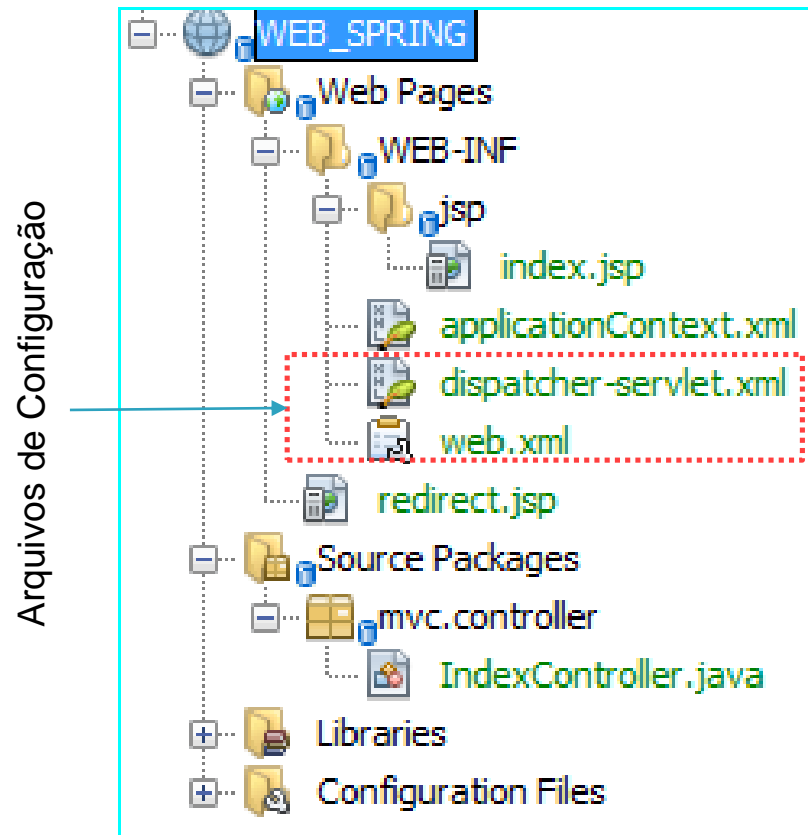 Arquivos de Configuração
WEB_SPRING
Web Pages
WEB-INF
jsp
index.jsp
applicationContext.xml
dispatcher-servlet.xml
web.xml
redirect.jsp
Source Packages
mvc.controller
IndexController.java
Libraries
Configuration Files